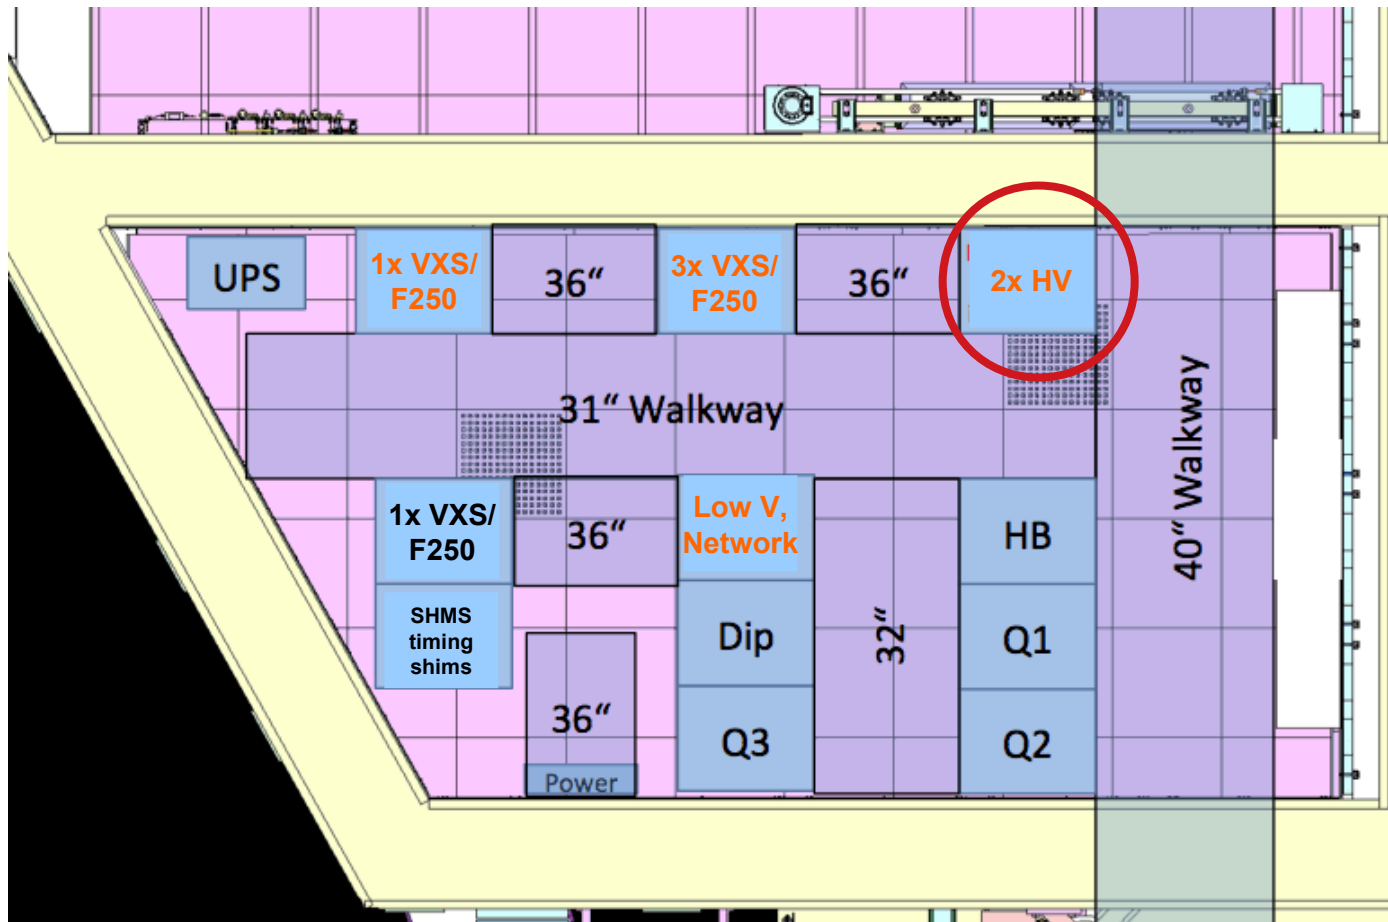 UPS
1x VXS/
F250
36“
3x VXS/
F250
36“
2x HV
31“ Walkway
40“ Walkway
1x VXS/
F250
36“
Low V,
Network
HB
SHMS
timing
shims
Dip
32“
Q1
36“
Power
Q3
Q2